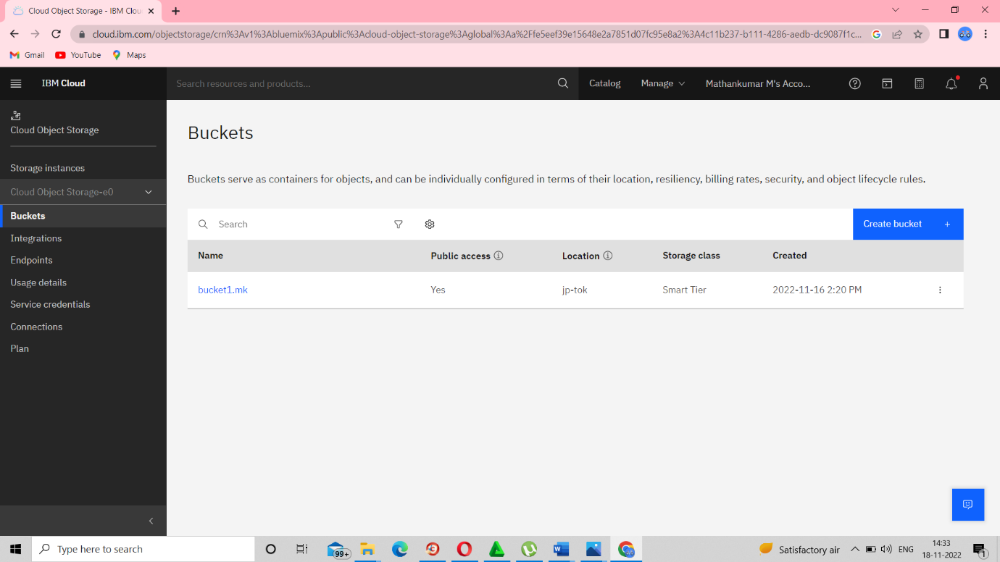 Cloud Object Storage - IBM Clou
cloud.ibm.com/objectstorage/crn%3Av1%3Abluemix%3Apublic%3Acloud-object-storage%3Aglobal%3Aa%2Ffe5eef39e15648e2a7851d07fc95e8a2%3A4c11b237-b111-4286-aedb-dc9087f1c...
Gmail YouTube Maps
IBM Cloud
Search resources and products...
Catalog Manage Mathankumar M's Acco...
Cloud Object Storage
Storage instances
Cloud Object Storage-e0
Buckets
Integrations
Endpoints
Usage details
Service credentials
Connections
Plan
Buckets
Buckets serve as containers for objects, and can be individually configured in terms of their location, resiliency, billing rates, security, and object lifecycle rules.
Search
Create bucket +
Name Public access Location Storage class Created
bucket1.mk Yes jp-tok Smart Tier 2022-11-16 2:20 PM
Type here to search
99+
Satisfactory air
ENG
14:33
18-11-2022
1